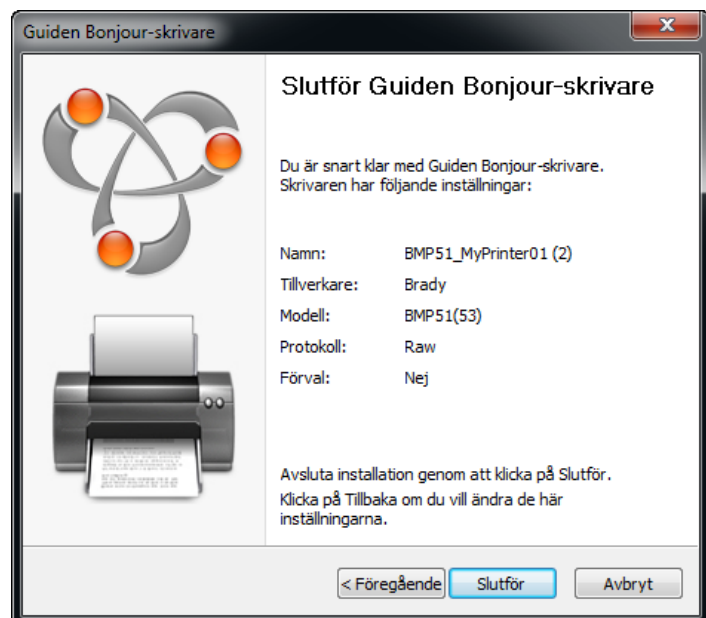 Guiden Bonjour-skrivare
Slutför Guiden Bonjour-skrivare
Du är snart klar med Guiden Bonjour-skrivare.
Skrivaren har följande inställningar:
Namn: BMP51_MyPrinter01 (2)
Tillverkare: Brady
Modell: BMP51(53)
Protokoll: Raw
Förval: Nej
Avsluta installation genom att klicka på Slutför.
Klicka på Tillbaka om du vill ändra de här
inställningarna.
< Föregående Slutför Avbryt